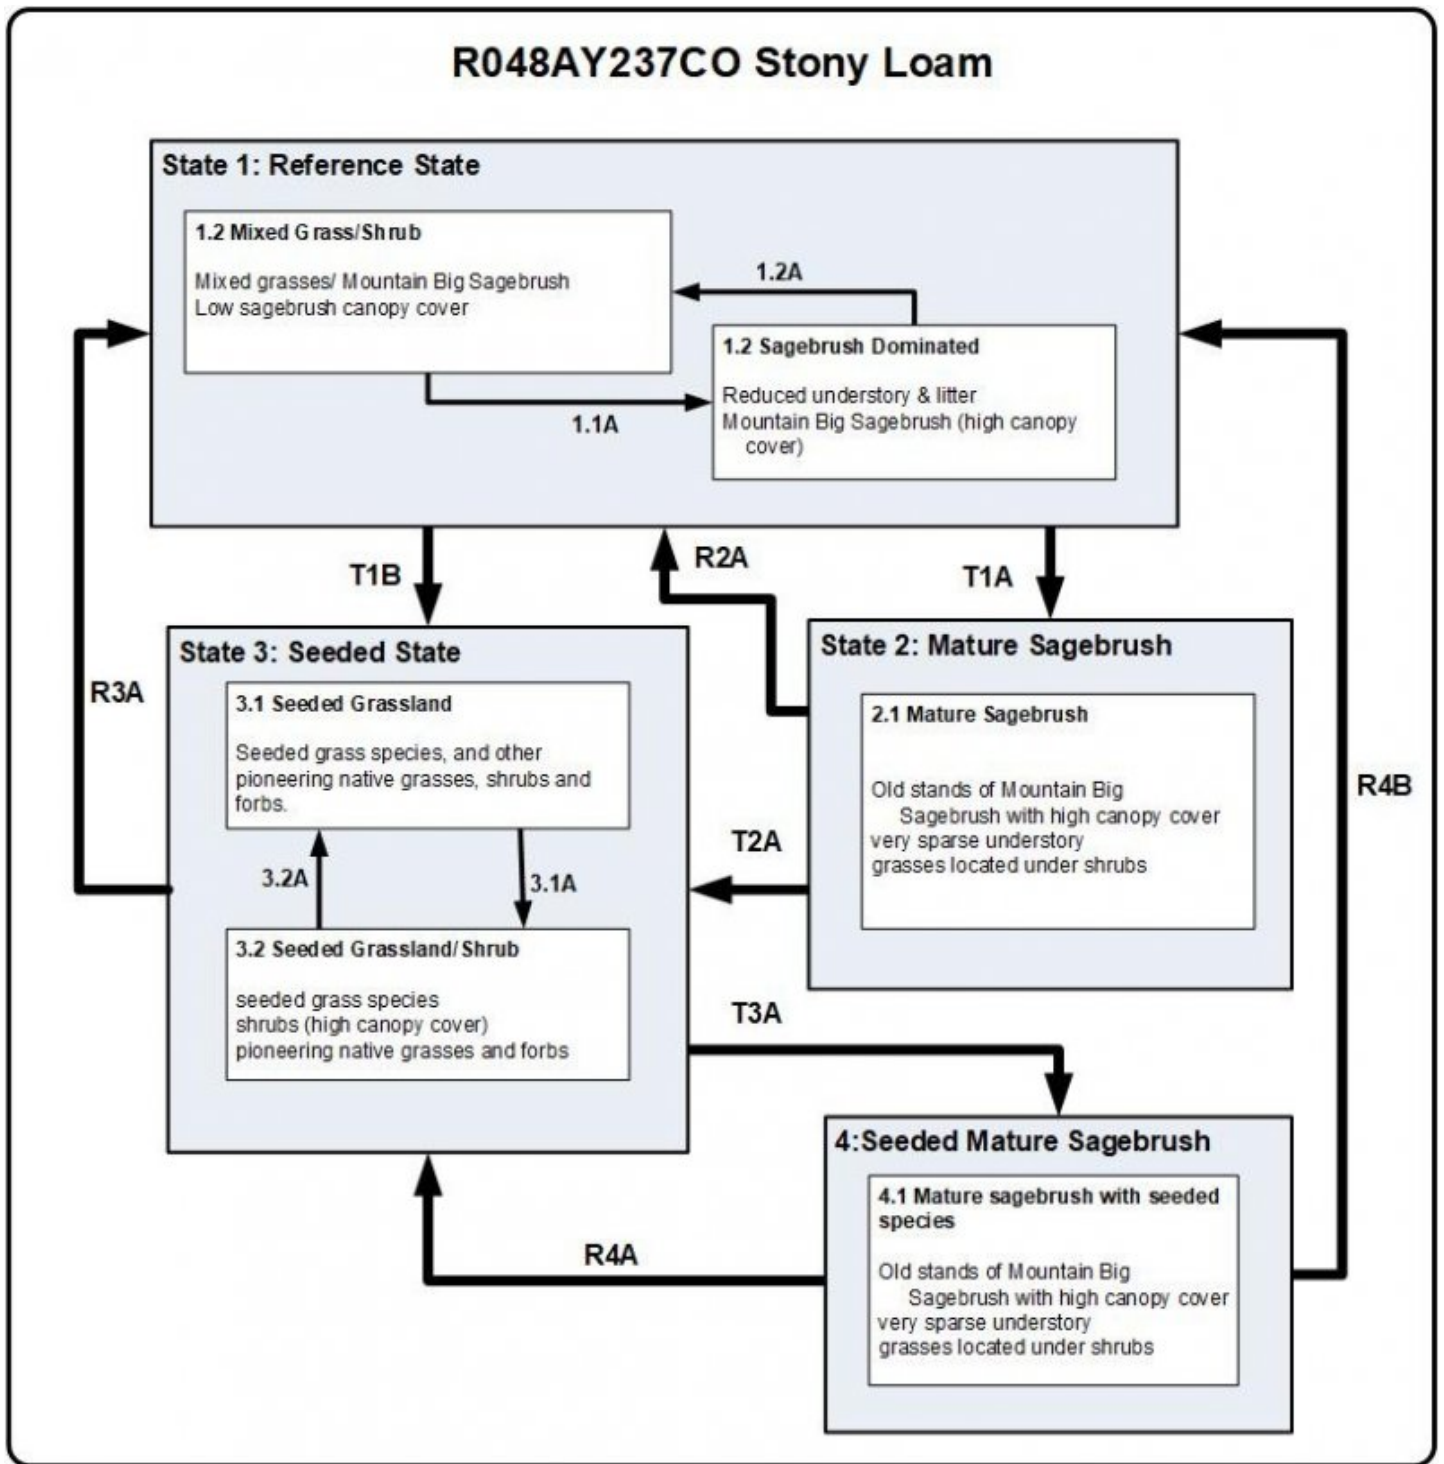 R048AY237CO Stony Loam
State 1: Reference State
1.2 Mixed Grass/Shrub
Mixed grasses/ Mountain Big Sagebrush
Low sagebrush canopy cover
1.2A
1.2 Sagebrush Dominated
Reduced understory & litter
Mountain Big Sagebrush (high canopy
cover)
1.1A
T1B
R2A
T1A
R3A
State 3: Seeded State
3.1 Seeded Grassland
Seeded grass species, and other
pioneering native grasses, shrubs and
forbs.
3.2A
3.1A
3.2 Seeded Grassland/Shrub
seeded grass species
shrubs (high canopy cover)
pioneering native grasses and forbs
State 2: Mature Sagebrush
2.1 Mature Sagebrush
Old stands of Mountain Big
Sagebrush with high canopy cover
very sparse understory
grasses located under shrubs
R4B
T2A
T3A
4:Seeded Mature Sagebrush
4.1 Mature sagebrush with seeded
species
Old stands of Mountain Big
Sagebrush with high canopy cover
very sparse understory
grasses located under shrubs
R4A